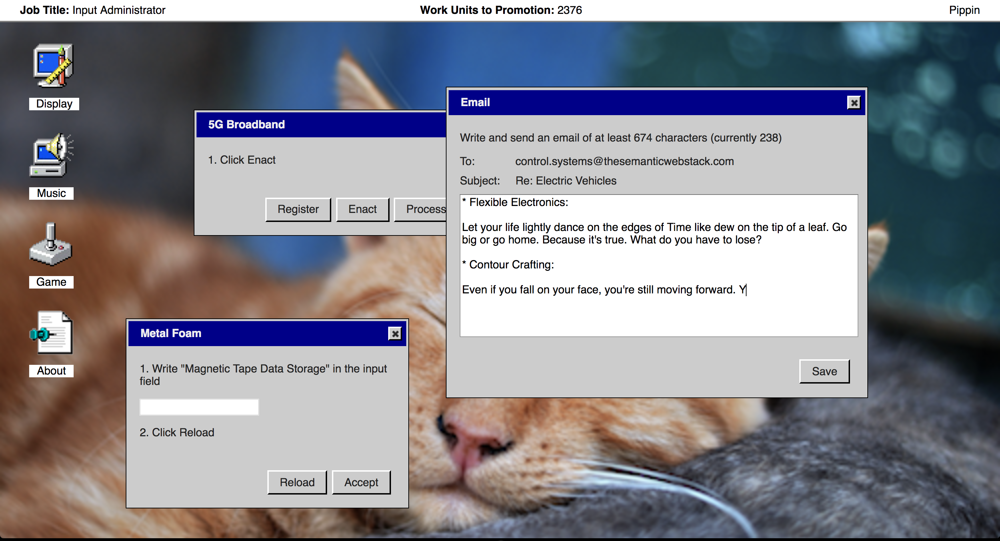 Job Title: Input Administrator
Work Units to Promotion: 2376
Pippin
Display
Music
Game
About
5G Broadband
1. Click Enact
Register
Enact
Process
Email
Write and send an email of at least 674 characters (currently 238)
To: control.systems@thesemanticwebstack.com
Subject: Re: Electric Vehicles
* Flexible Electronics:
Let your life lightly dance on the edges of Time like dew on the tip of a leaf. Go
big or go home. Because it's true. What do you have to lose?
* Contour Crafting:
Even if you fall on your face, you're still moving forward. Y
Save
Metal Foam
1. Write "Magnetic Tape Data Storage" in the input
field
2. Click Reload
Reload
Accept